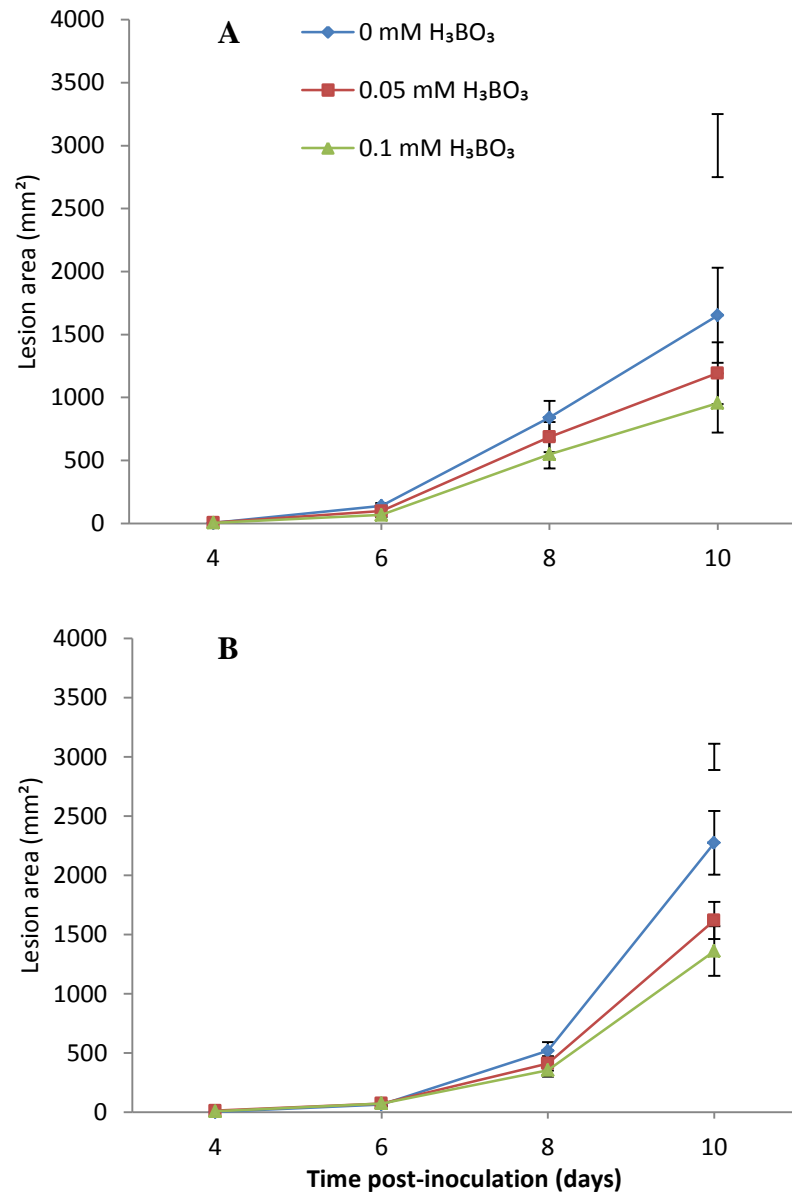 A
0 mM H₃BO₃
0.05 mM H₃BO₃
0.1 mM H₃BO₃
Lesion area (mm²)
4000
3500
3000
2500
2000
1500
1000
500
0
4 6 8 10
B
Lesion area (mm²)
4000
3500
3000
2500
2000
1500
1000
500
0
4 6 8 10
Time post-inoculation (days)